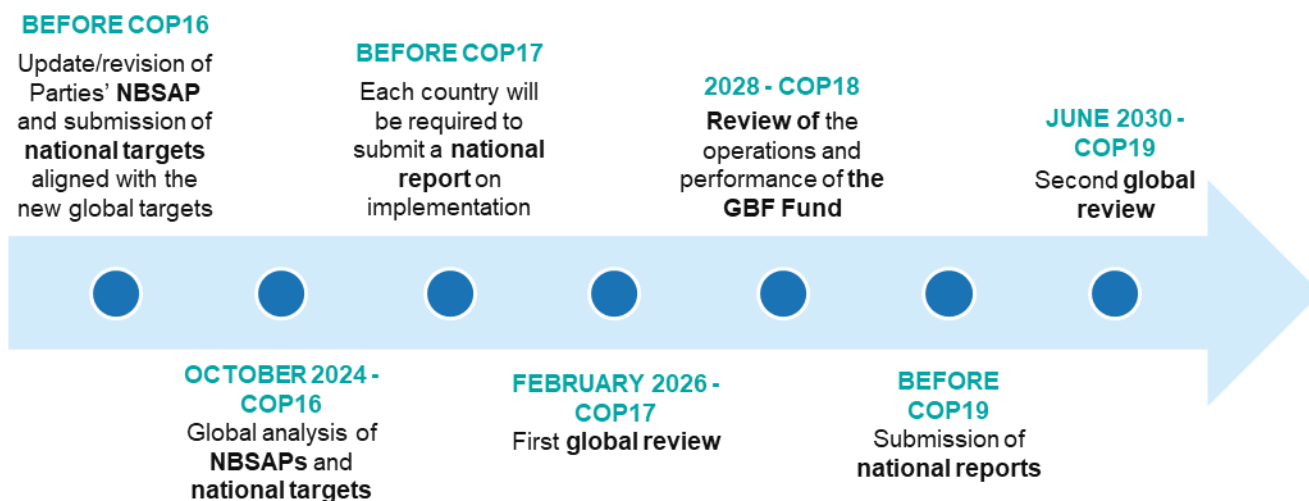 BEFORE COP16
Update/revision of
Parties' NBSAP
and submission of
national targets
aligned with the
new global targets
OCTOBER 2024 -
COP16
Global analysis of
NBSAPs and
national targets
BEFORE COP17
Each country will
be required to
submit a national
report on
implementation
FEBRUARY 2026 -
COP17
First global review
2028 - COP18
Review of the
operations and
performance of the
GBF Fund
BEFORE
COP19
Submission of
national reports
JUNE 2030 -
COP19
Second global
review